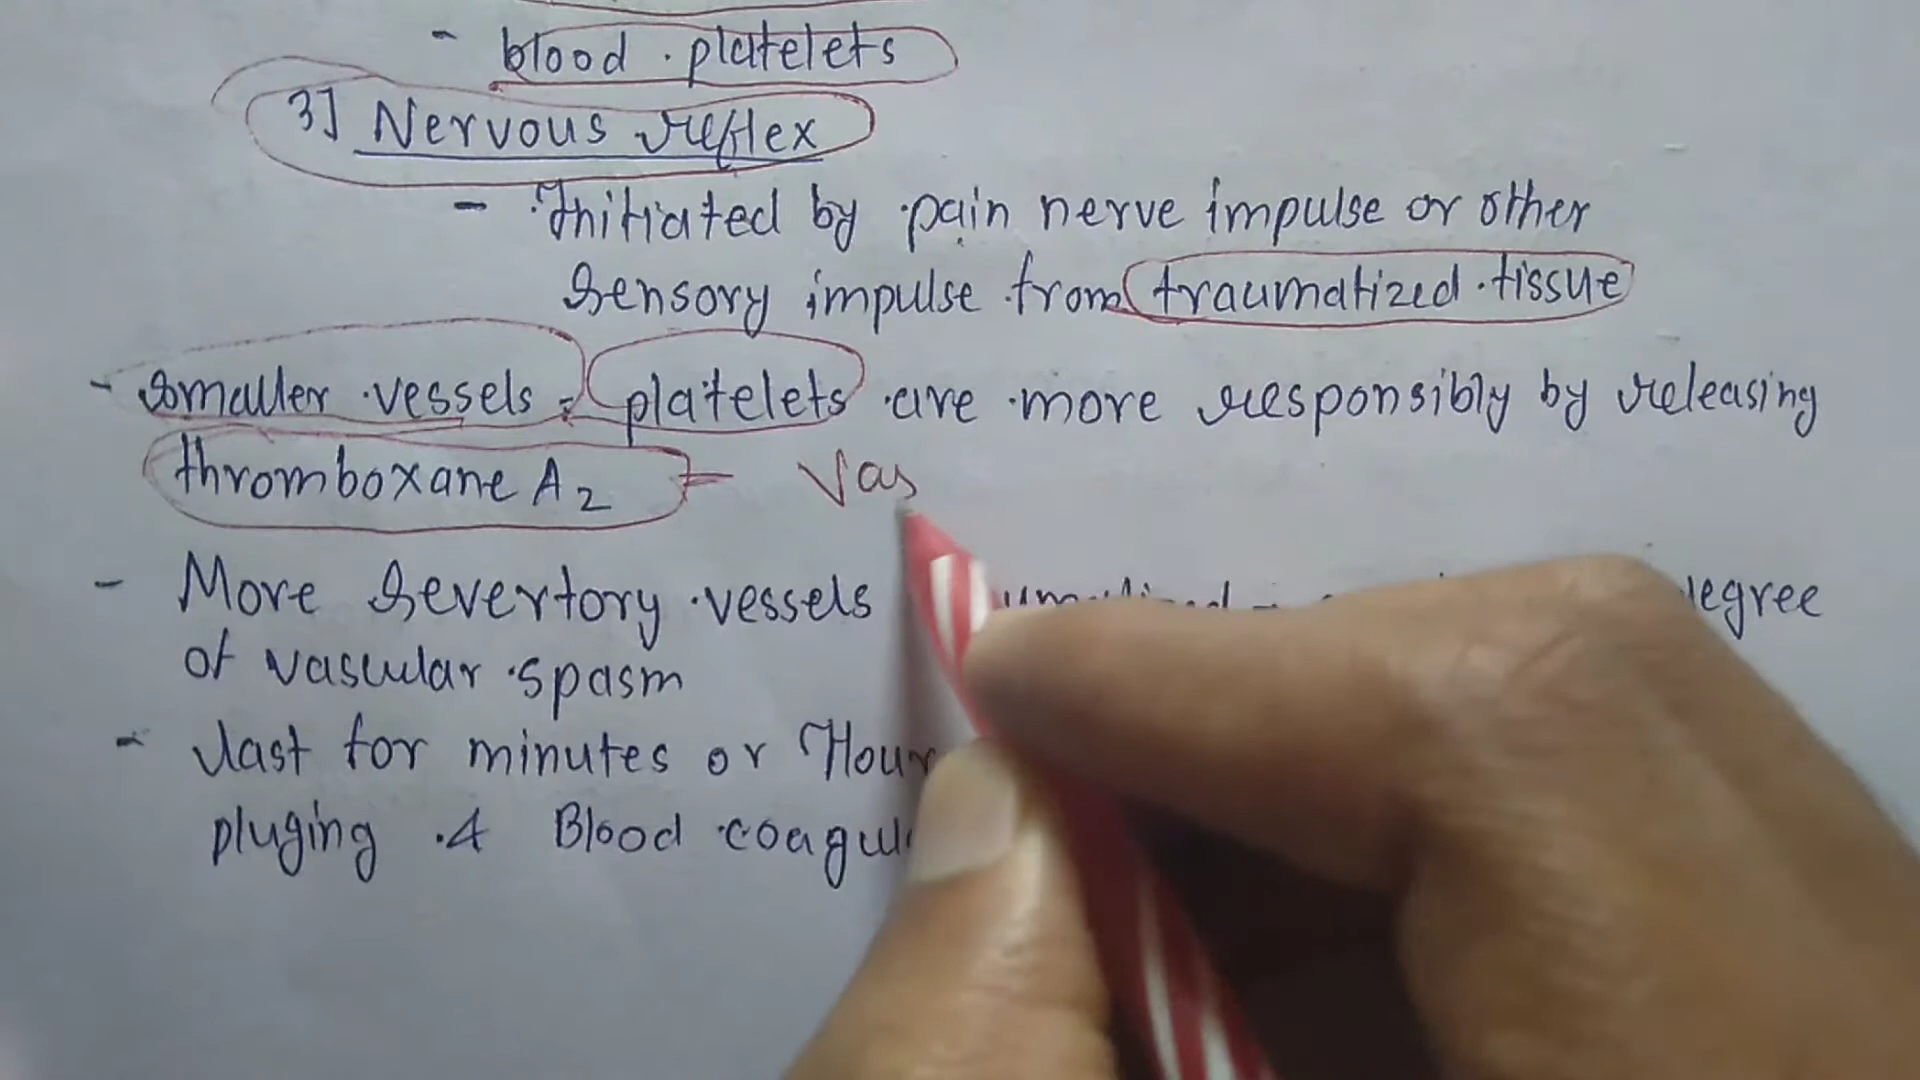 - blood platelets
3] Nervous reflex
- Initiated by pain nerve impulse or other
sensory impulse from traumatized tissue
- smaller vessels = platelets are more responsibly by releasing
thromboxane A2 - Vas
- More severtory vessels degree
of vascular spasm
- last for minutes or Hour
pluging & Blood coagul